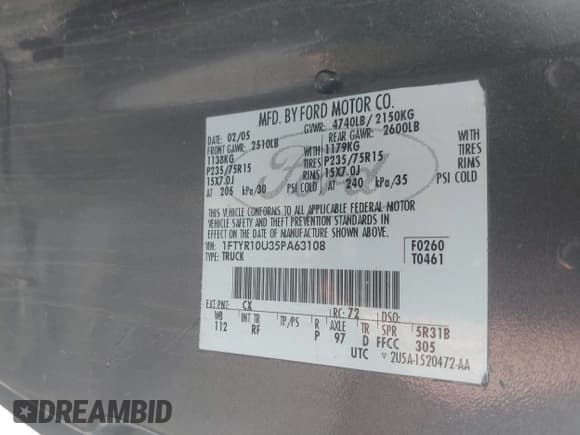 MFD. BY FORD MOTOR CO.
DATE: 02/05 GVWR: 4740LB/ 2150KG
FRONT GAWR: 2510LB REAR GAWR: 2600LB
1138KG 1179KG
P235/75R15 TIRES P235/75R15 TIRES
15X7.0J RIMS 15X7.0J RIMS
AT 205 kPa/30 PSI COLD AT 240 kPa/35 PSI COLD
THIS VEHICLE CONFORMS TO ALL APPLICABLE FEDERAL MOTOR
VEHICLE SAFETY AND THEFT PREVENTION STANDARDS IN
EFFECT ON DATE OF MANUFACTURE SHOWN ABOVE.
VIN: 1FTYR10U35PA63108 F0260
TYPE: TRUCK T0461
EXT PNT: CX RC: 72 DSO:
WB INT TR TP/PS R AXLE TR SPR 5R31B
112 RF P 97 D FFCC 305
UTC ▽ 2U5A-1520472-AA
Ford
DREAMBID